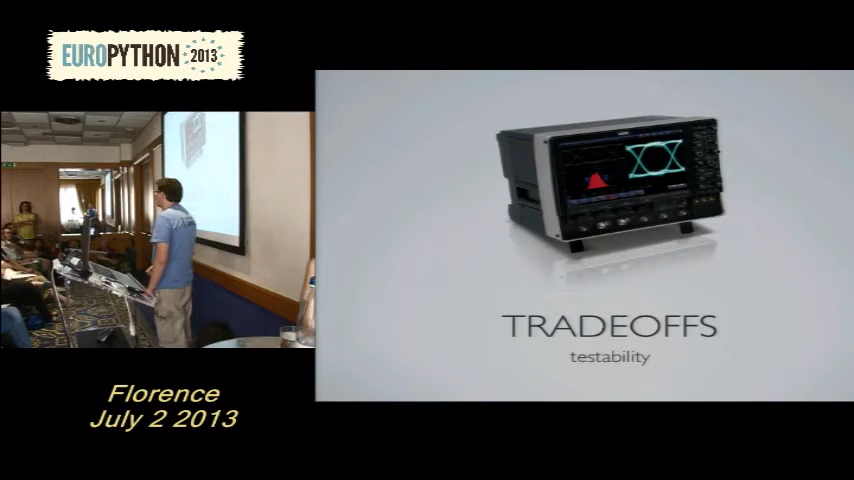 EUROPYTHON 2013
TRADEOFFS
testability
Florence
July 2 2013